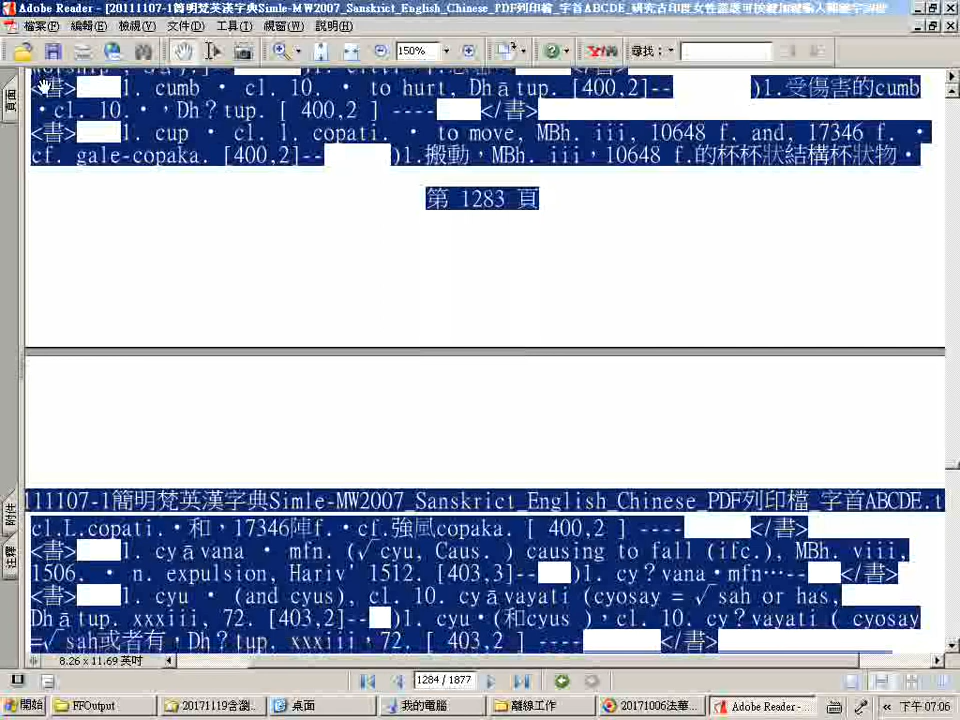 Adobe Reader - [20111107-1簡明梵英漢字典Simle-MW2007_Sanskrict_English_Chinese_PDF列印檔_字首ABCDE_研究古印度女性
檔案(F) 編輯(E) 檢視(V) 文件(D) 工具(T) 視窗(W) 說明(H)
150% 尋找：
頁面
<書> 1. cumb ‧ cl. 10. ‧ to hurt, Dhātup. [400,2]-- )1.受傷害的cumb
‧cl. 10.‧，Dh？tup. [ 400,2 ] ---- </書>
<書> 1. cup ‧ cl. l. copati. ‧ to move, MBh. iii, 10648 f. and, 17346 f. ‧
cf. gale-copaka. [400,2]-- )1.搬動，MBh. iii，10648 f.的杯杯狀結構杯狀物‧
第 1283 頁
111107-1簡明梵英漢字典Simle-MW2007_Sanskrict_English_Chinese_PDF列印檔_字首ABCDE.t
cl.L.copati.‧和，17346陣f.‧cf.強風copaka. [ 400,2 ] ---- </書>
<書> 1. cyāvana ‧ mfn. (√cyu, Caus. ) causing to fall (ifc.), MBh. viii,
1506. ‧ n. expulsion, Hariv' 1512. [403,3]-- )1. cy？vana‧mfn…-- </書>
<書> 1. cyu ‧ (and cyus), cl. 10. cyāvayati (cyosay = √sah or has,
Dhātup. xxxiii, 72. [403,2]-- )1. cyu‧(和cyus )，cl. 10. cy？vayati ( cyosay
=√sah或者有，Dh？tup. xxxiii，72. [ 403,2 ] ---- </書>
附件
註釋
8.26 x 11.69 英吋
1284 / 1877
開始 FFOutput 20171119含瀏... 桌面 我的電腦 離線工作 20171006法華... Adobe Reader - ... 下午 07:06